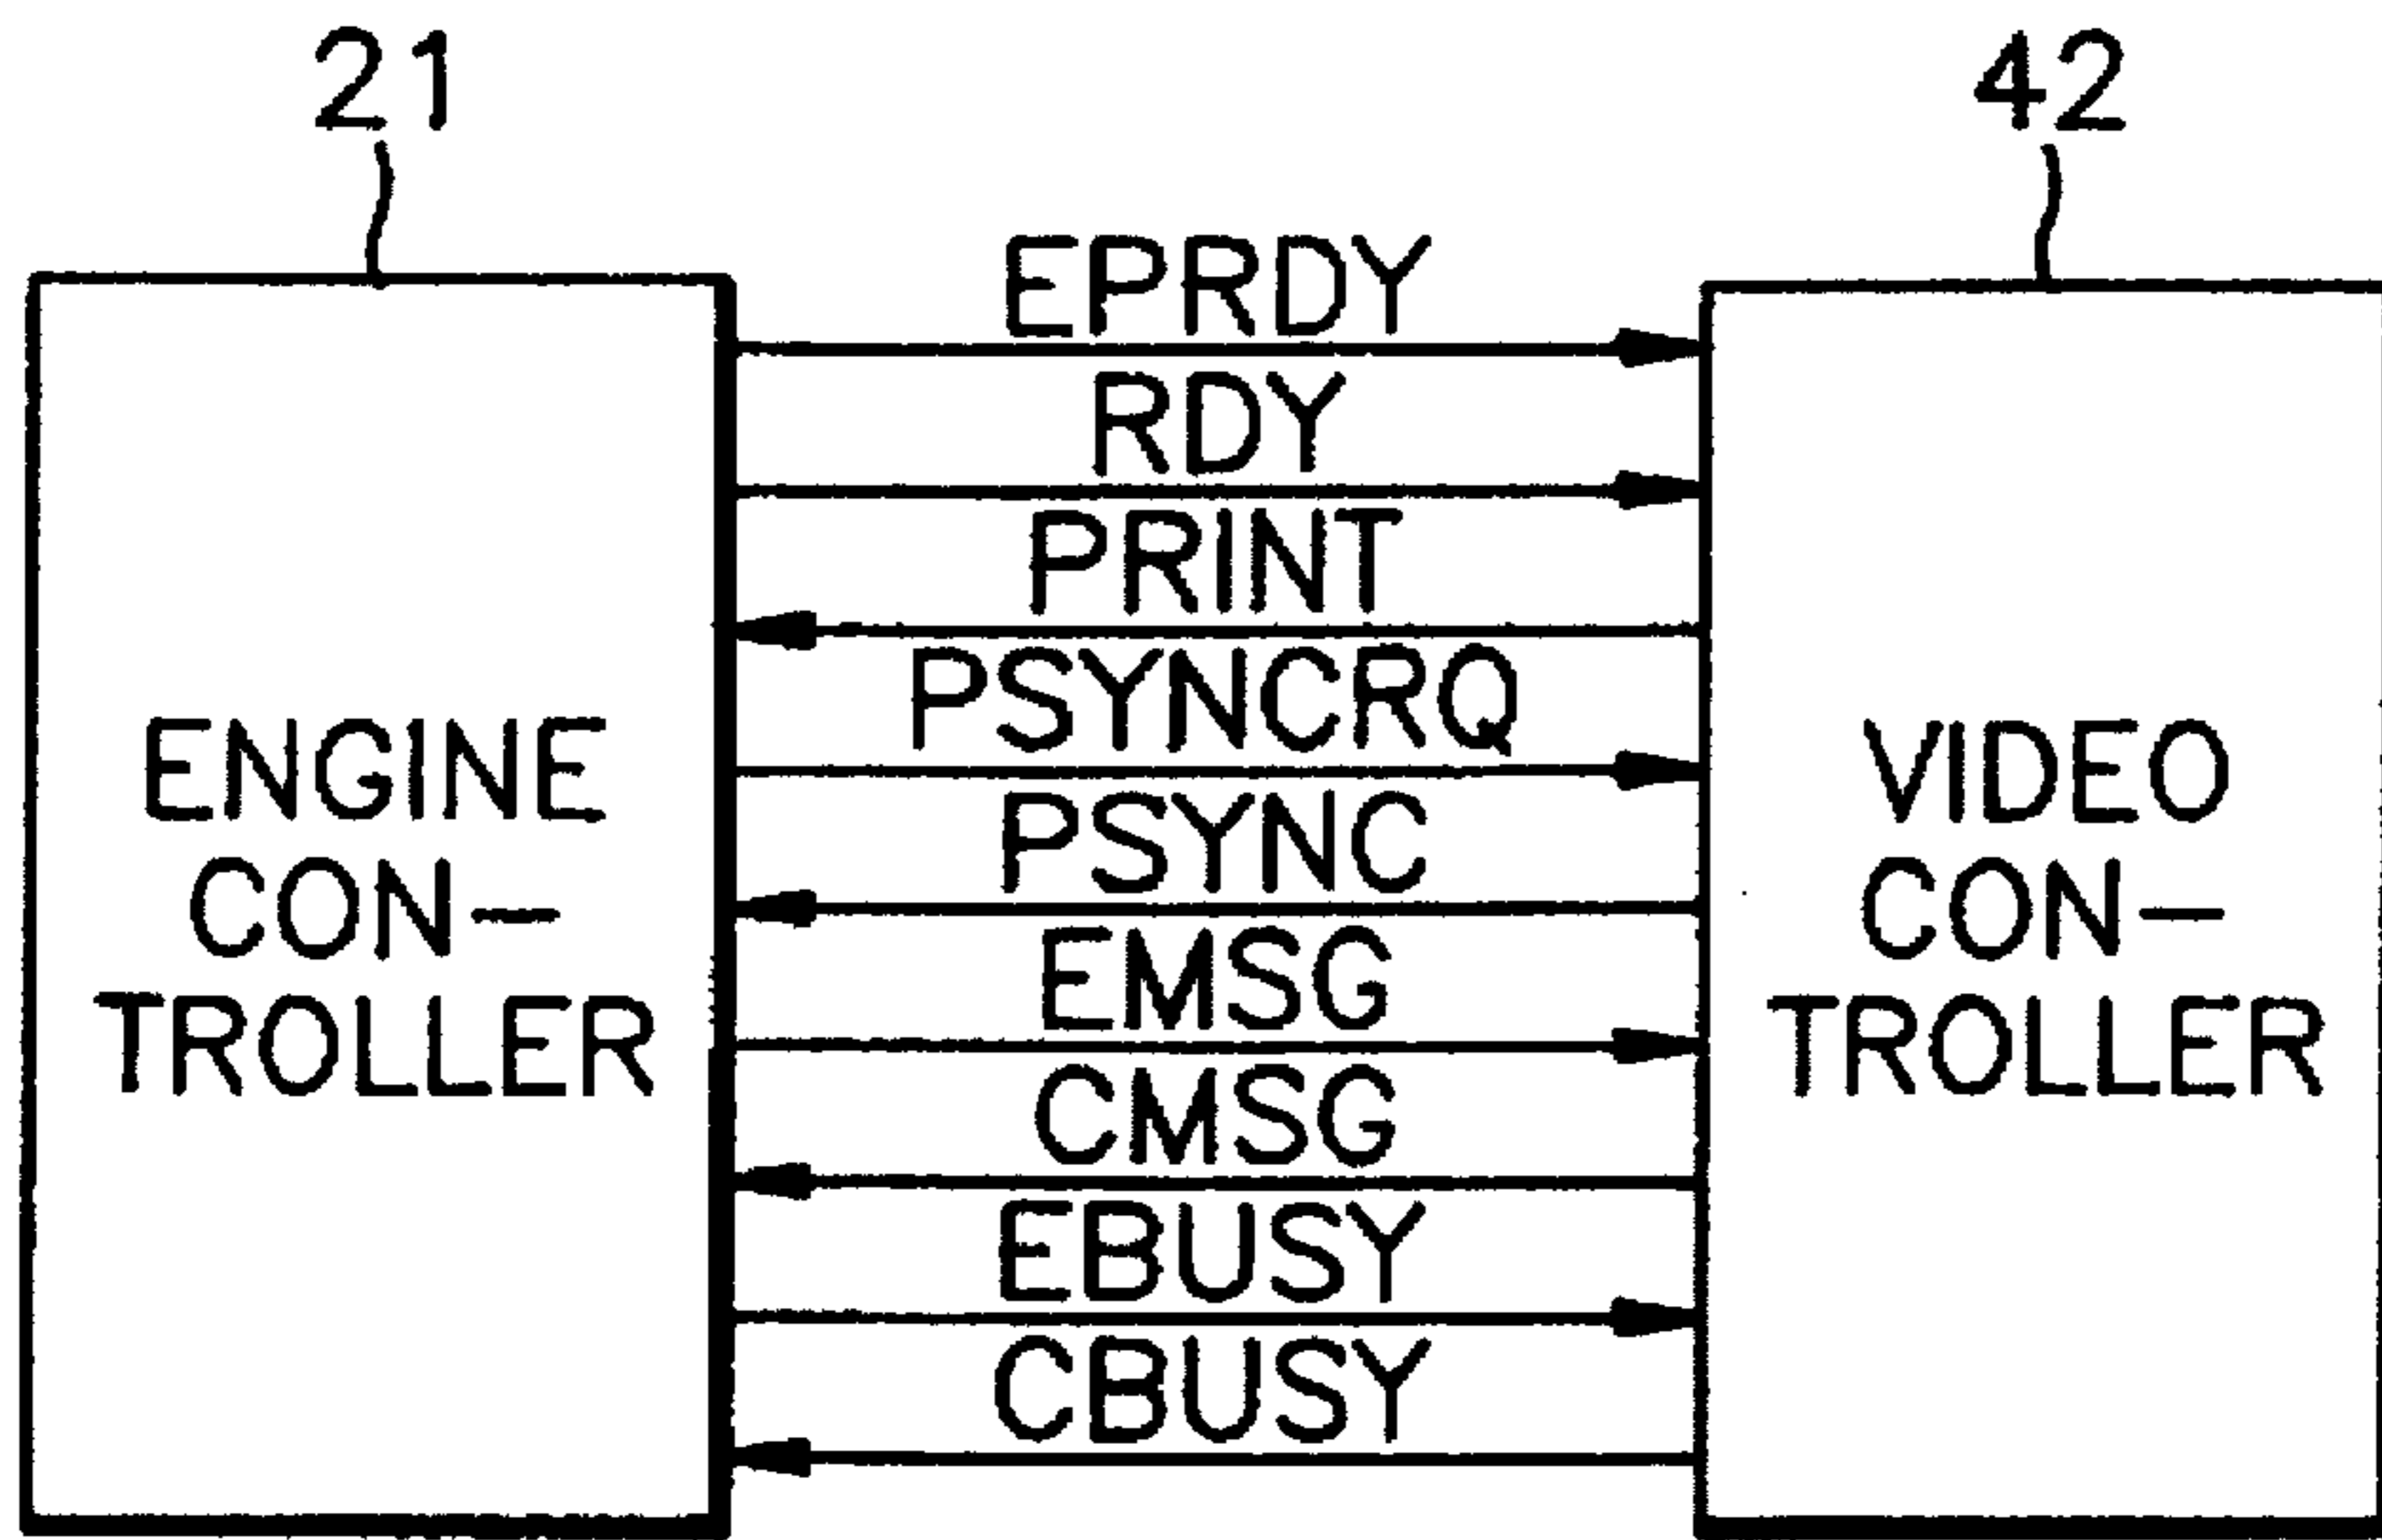 21
42
EPRDY
RDY
PRINT
PSYNCRQ
PSYNC
EMSG
CMSG
EBUSY
CBUSY
ENGINE
CON-
TROLLER
VIDEO
CON-
TROLLER